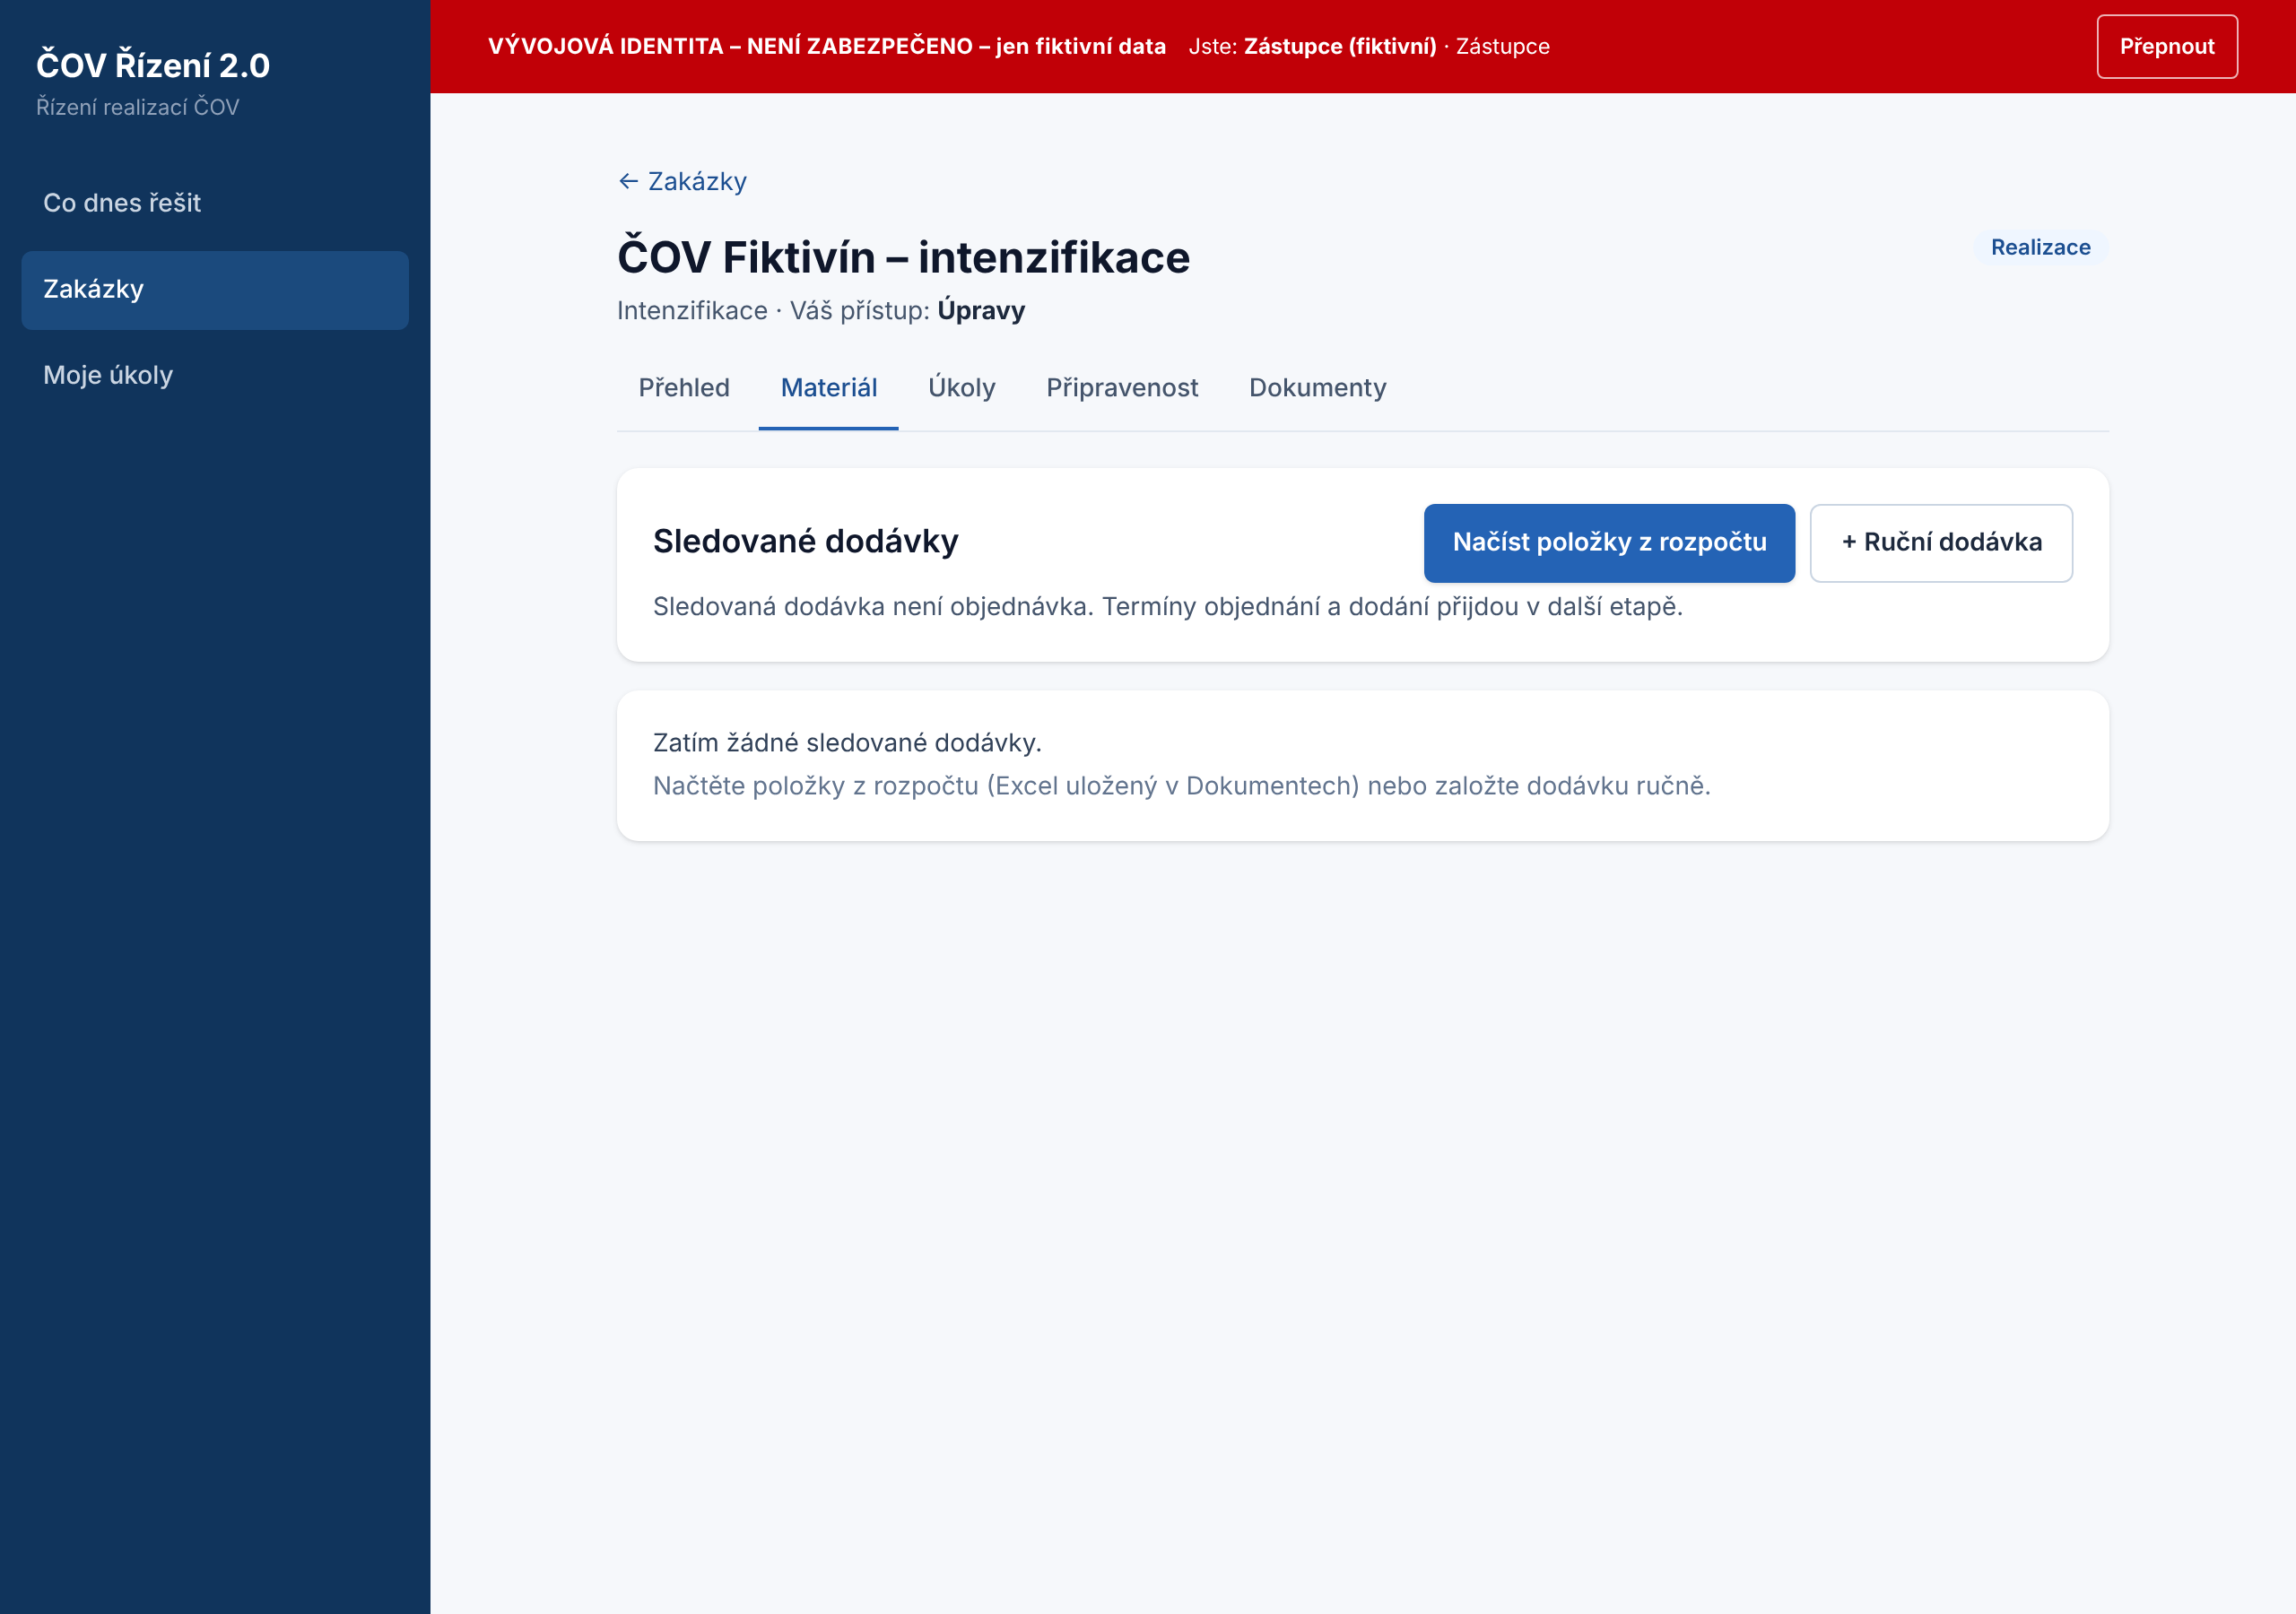 ČOV Řízení 2.0
Řízení realizací ČOV
Co dnes řešit
Zakázky
Moje úkoly
VÝVOJOVÁ IDENTITA – NENÍ ZABEZPEČENO – jen fiktivní data Jste: Zástupce (fiktivní) · Zástupce
Přepnout
← Zakázky
ČOV Fiktivín – intenzifikace
Realizace
Intenzifikace · Váš přístup: Úpravy
Přehled Materiál Úkoly Připravenost Dokumenty
Sledované dodávky
Načíst položky z rozpočtu
+ Ruční dodávka
Sledovaná dodávka není objednávka. Termíny objednání a dodání přijdou v další etapě.
Zatím žádné sledované dodávky.
Načtěte položky z rozpočtu (Excel uložený v Dokumentech) nebo založte dodávku ručně.